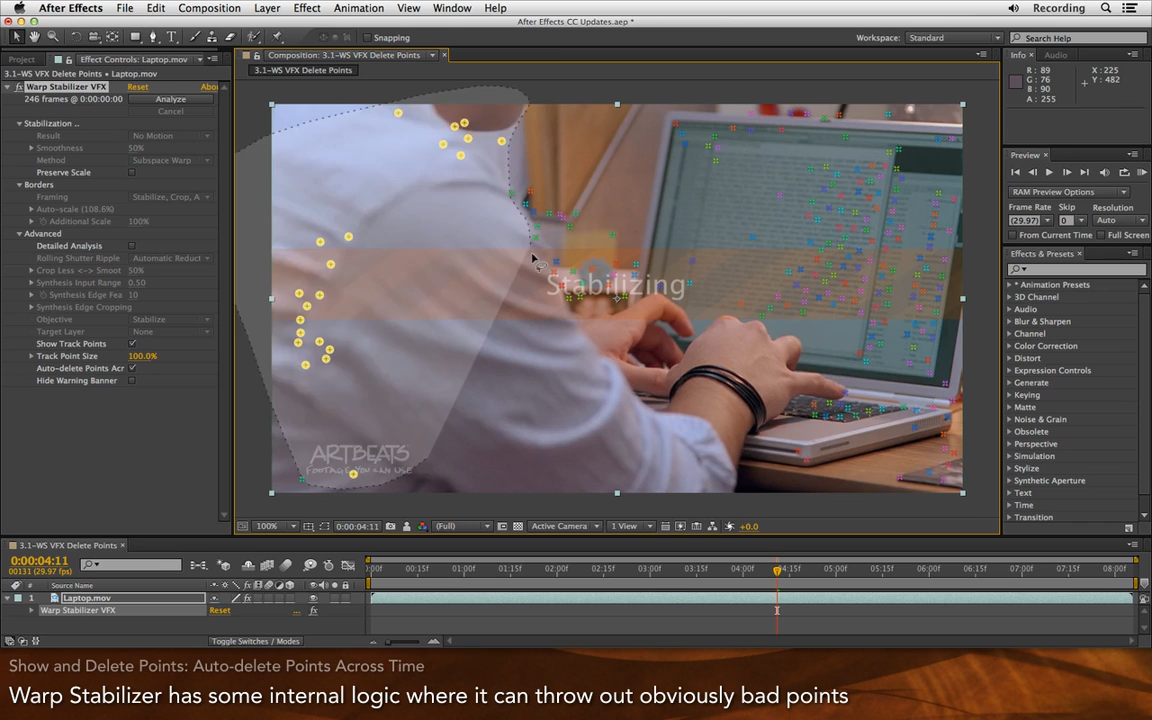 After Effects File Edit Composition Layer Effect Animation View Window Help Recording
After Effects CC Updates.aep *
Snapping Workspace: Standard Search Help
Project Effect Controls: Laptop.mov
3.1-WS VFX Delete Points • Laptop.mov
Warp Stabilizer VFX Reset Abou
246 frames @ 0:00:00:00 Analyze
Cancel
Stabilization ..
Result No Motion
Smoothness 50%
Method Subspace Warp
Preserve Scale
Borders
Framing Stabilize, Crop, A
Auto-scale (108.6%)
Additional Scale 100%
Advanced
Detailed Analysis
Rolling Shutter Ripple Automatic Reduct
Crop Less <-> Smoot 50%
Synthesis Input Range 0.50
Synthesis Edge Fea 10
Synthesis Edge Cropping
Objective Stabilize
Target Layer None
Show Track Points
Track Point Size 100.0%
Auto-delete Points Acr
Hide Warning Banner
Composition: 3.1-WS VFX Delete Points
3.1-WS VFX Delete Points
Stabilizing
ARTBEATS
FOOTAGE YOU CAN USE
100% 0:00:04:11 (Full) Active Camera 1 View +0.0
Info Audio
R : 89 X : 225
G : 76 Y : 482
B : 90
A : 255
Preview
RAM Preview Options
Frame Rate Skip Resolution
(29.97) 0 Auto
From Current Time Full Screen
Effects & Presets
* Animation Presets
3D Channel
Audio
Blur & Sharpen
Channel
Color Correction
Distort
Expression Controls
Generate
Keying
Matte
Noise & Grain
Obsolete
Perspective
Simulation
Stylize
Synthetic Aperture
Text
Time
Transition
3.1-WS VFX Delete Points
0:00:04:11
00131 (29.97 fps)
:00f 00:15f 01:00f 01:15f 02:00f 02:15f 03:00f 03:15f 04:00f 04:15f 05:00f 05:15f 06:00f 06:15f 07:00f 07:15f 08:00f
# Source Name
1 Laptop.mov
Warp Stabilizer VFX Reset ...
Toggle Switches / Modes
Show and Delete Points: Auto-delete Points Across Time
Warp Stabilizer has some internal logic where it can throw out obviously bad points